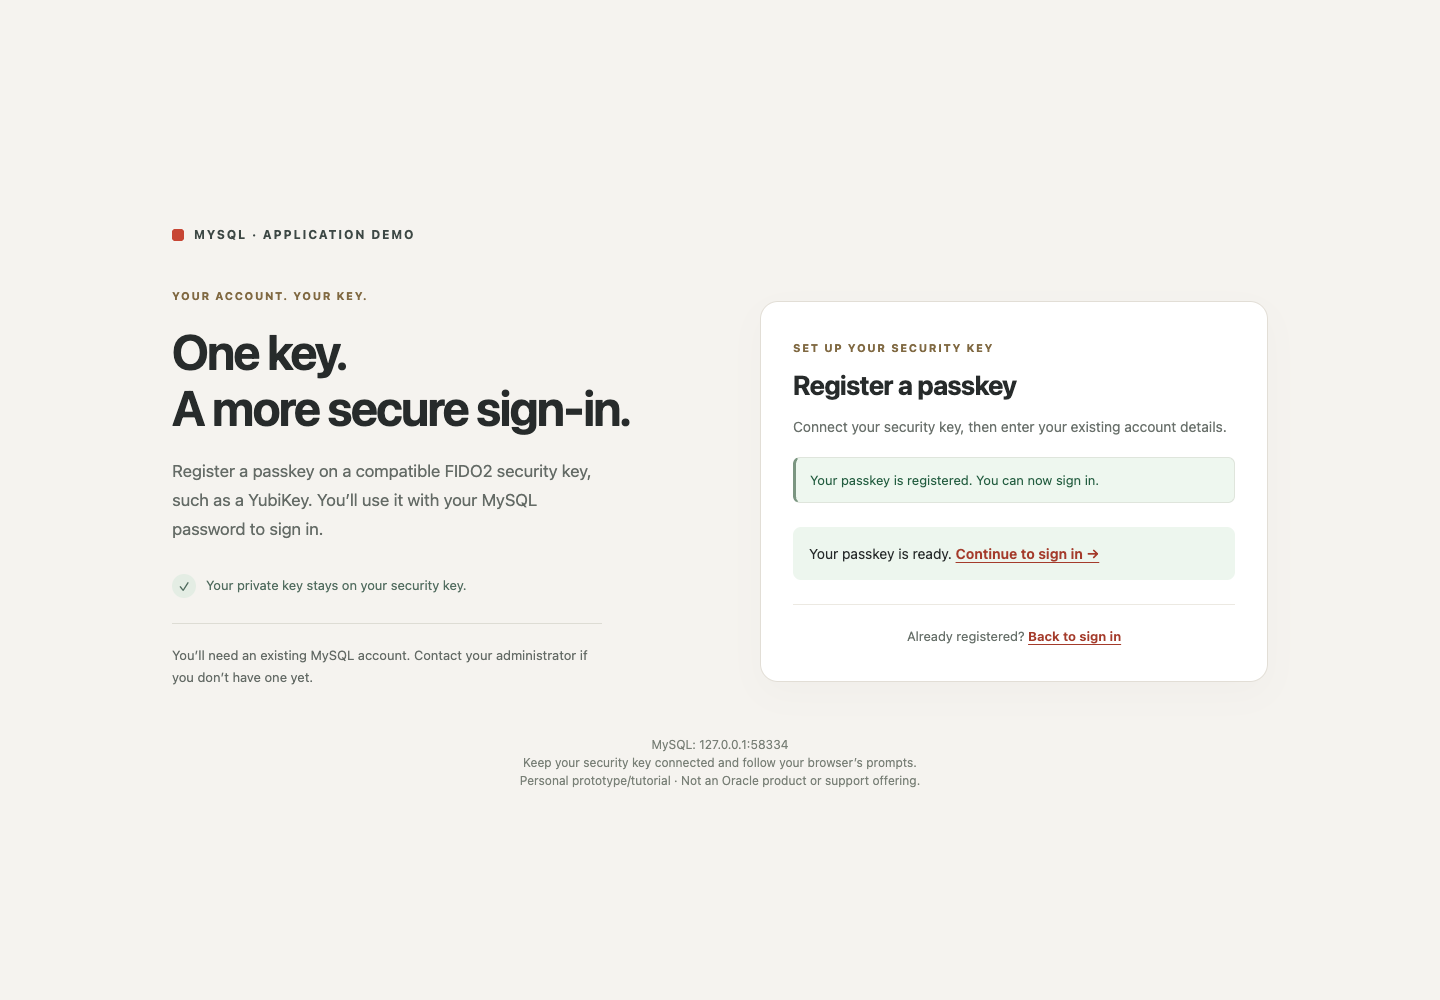 MYSQL · APPLICATION DEMO
YOUR ACCOUNT. YOUR KEY.
One key.
A more secure sign-in.
Register a passkey on a compatible FIDO2 security key,
such as a YubiKey. You’ll use it with your MySQL
password to sign in.
Your private key stays on your security key.
You’ll need an existing MySQL account. Contact your administrator if
you don’t have one yet.
SET UP YOUR SECURITY KEY
Register a passkey
Connect your security key, then enter your existing account details.
Your passkey is registered. You can now sign in.
Your passkey is ready. Continue to sign in →
Already registered? Back to sign in
MySQL: 127.0.0.1:58334
Keep your security key connected and follow your browser’s prompts.
Personal prototype/tutorial · Not an Oracle product or support offering.